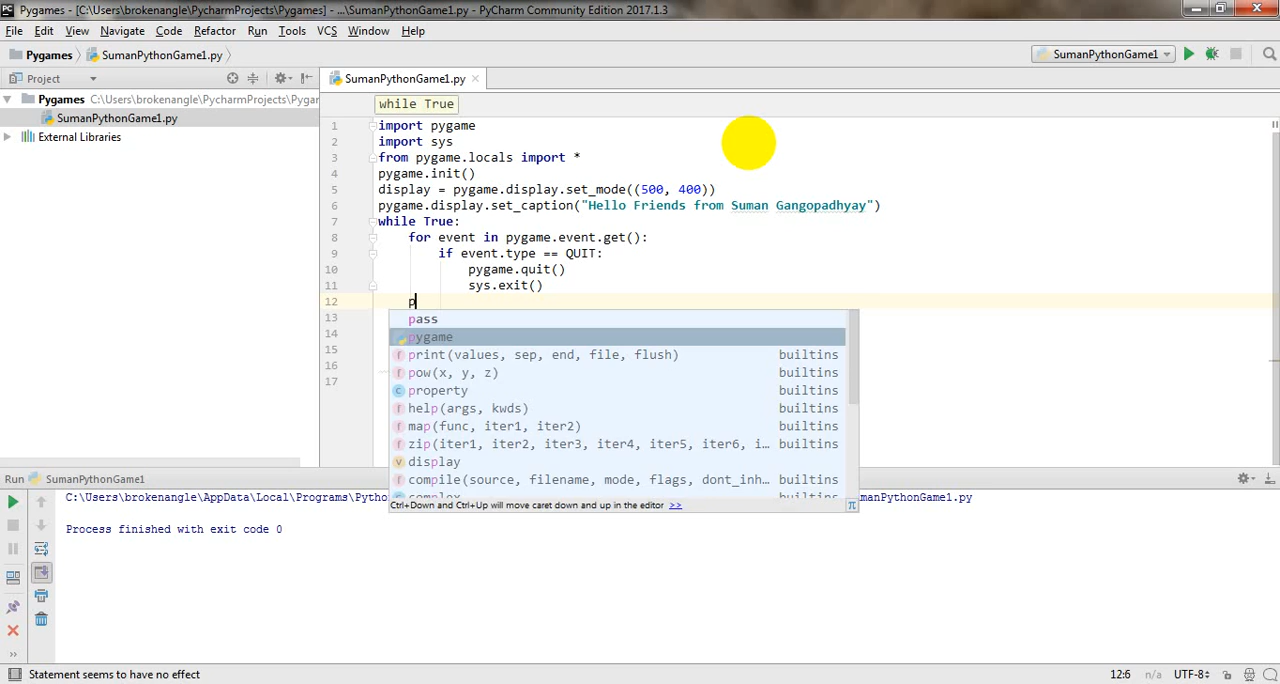 Pygames - [C:\Users\brokenangle\PycharmProjects\Pygames] - ...\SumanPythonGame1.py - PyCharm Community Edition 2017.1.3
File Edit View Navigate Code Refactor Run Tools VCS Window Help
Pygames SumanPythonGame1.py SumanPythonGame1
Project SumanPythonGame1.py
Pygames C:\Users\brokenangle\PycharmProjects\Pygar
SumanPythonGame1.py
External Libraries
while True
1 import pygame
2 import sys
3 from pygame.locals import *
4 pygame.init()
5 display = pygame.display.set_mode((500, 400))
6 pygame.display.set_caption("Hello Friends from Suman Gangopadhyay")
7 while True:
8 for event in pygame.event.get():
9 if event.type == QUIT:
10 pygame.quit()
11 sys.exit()
12 p
13
14
15
16
17
pass
pygame
print(values, sep, end, file, flush) builtins
pow(x, y, z) builtins
property builtins
help(args, kwds) builtins
map(func, iter1, iter2) builtins
zip(iter1, iter2, iter3, iter4, iter5, iter6, i... builtins
display
compile(source, filename, mode, flags, dont_inh... builtins
complex builtins
Ctrl+Down and Ctrl+Up will move caret down and up in the editor >> π
Run SumanPythonGame1
C:\Users\brokenangle\AppData\Local\Programs\Pytho umanPythonGame1.py
Process finished with exit code 0
Statement seems to have no effect 12:6 n/a UTF-8